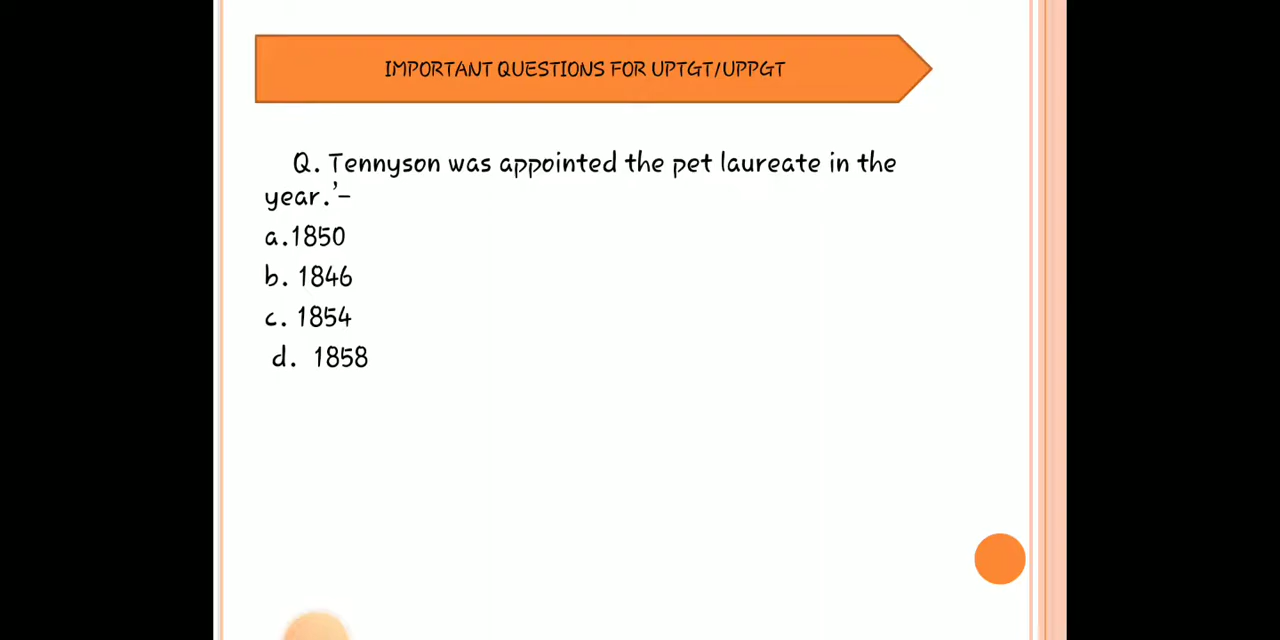 IMPORTANT QUESTIONS FOR UPTGT/UPPGT
Q. Tennyson was appointed the pet laureate in the
year.’–
a.1850
b. 1846
c. 1854
d. 1858